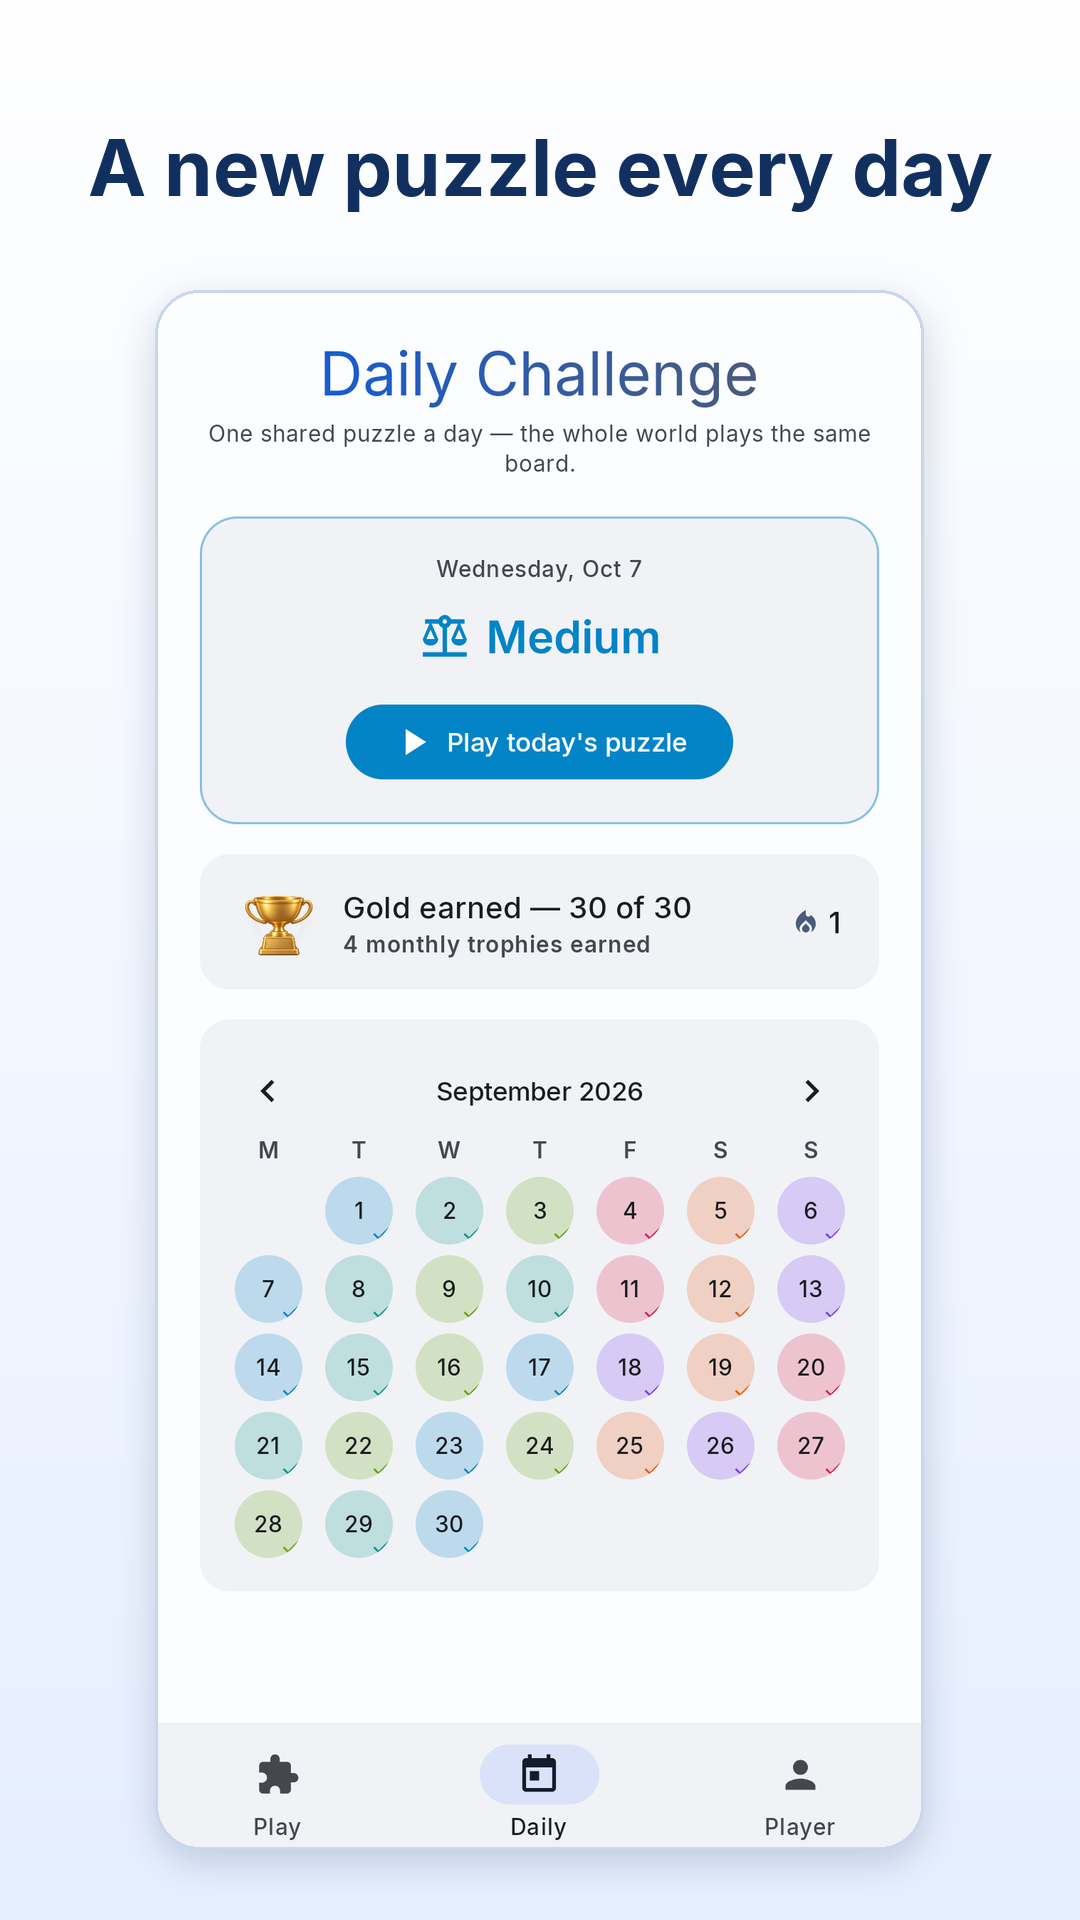 A new puzzle every day
Daily Challenge
One shared puzzle a day — the whole world plays the same
board.
Wednesday, Oct 7
Medium
Play today's puzzle
Gold earned — 30 of 30
4 monthly trophies earned
1
September 2026
M T W T F S S
1 2 3 4 5 6
7 8 9 10 11 12 13
14 15 16 17 18 19 20
21 22 23 24 25 26 27
28 29 30
Play Daily Player